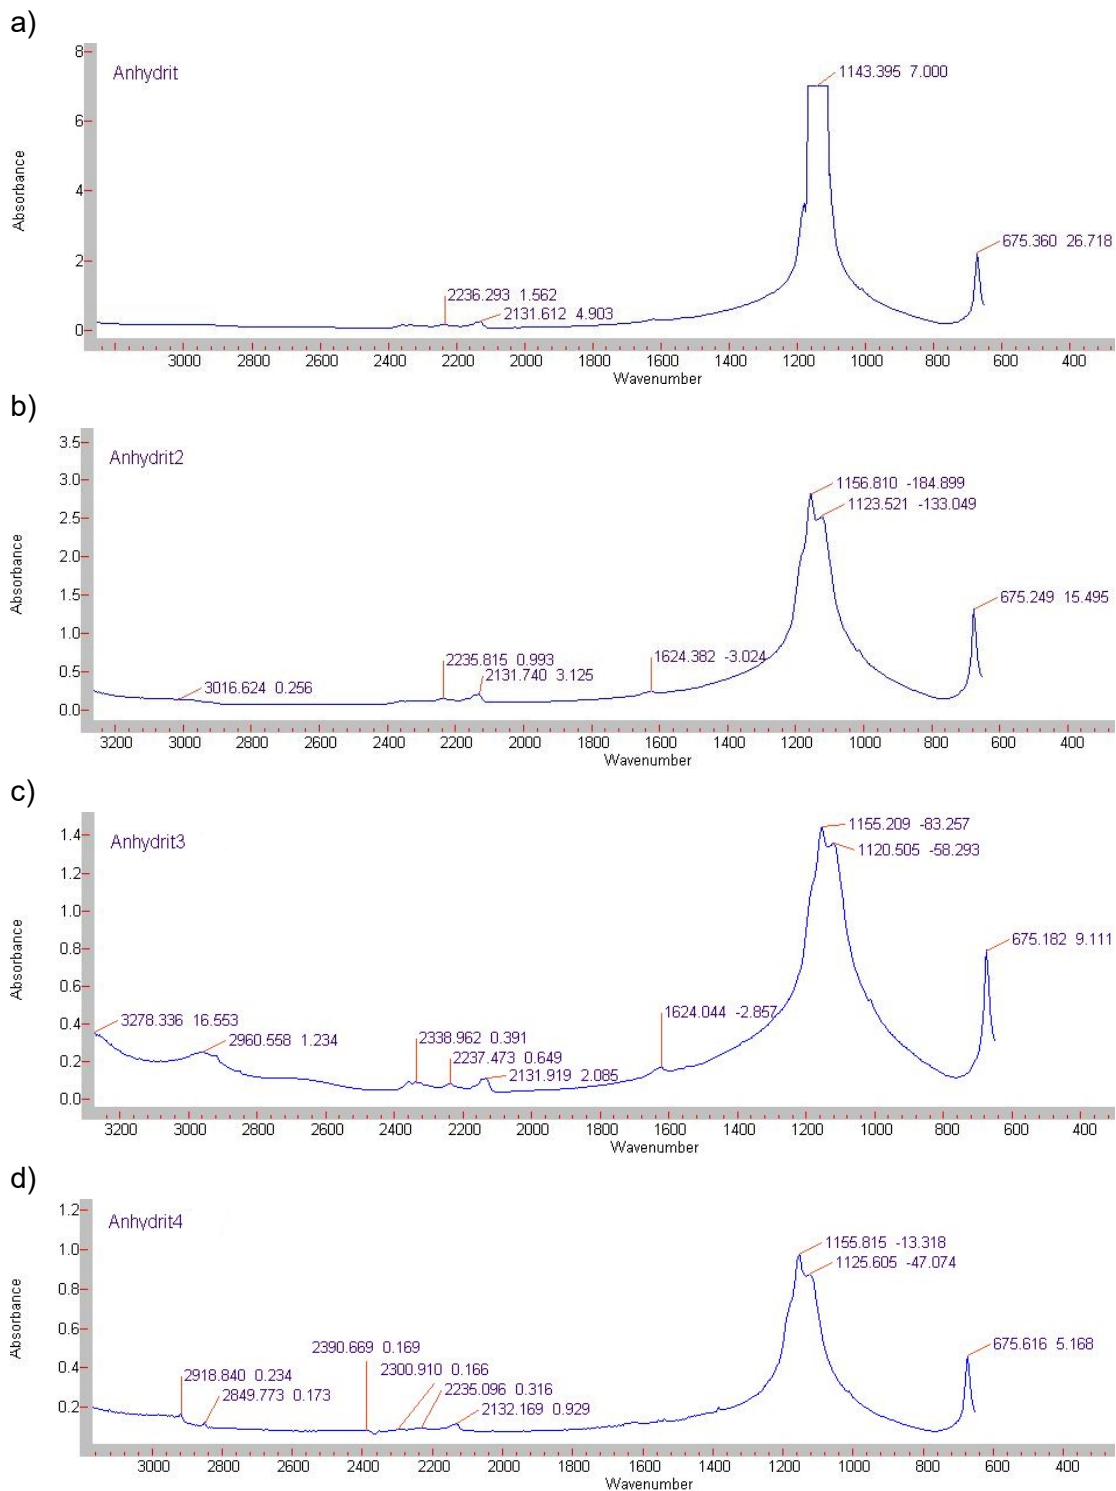 a)
8
Anhydrit
1143.395 7.000
6
Absorbance
4
675.360 26.718
2
2236.293 1.562
2131.612 4.903
0
3000 2800 2600 2400 2200 2000 1800 1600 1400 1200 1000 800 600 400
Wavenumber
b)
3.5
Anhydrit2
3.0
1156.810 -184.899
1123.521 -133.049
2.5
2.0
Absorbance
1.5
675.249 15.495
1.0
2235.815 0.993
1624.382 -3.024
2131.740 3.125
0.5
3016.624 0.256
0.0
3200 3000 2800 2600 2400 2200 2000 1800 1600 1400 1200 1000 800 600 400
Wavenumber
c)
1.4
Anhydrit3
1155.209 -83.257
1120.505 -58.293
1.2
1.0
675.182 9.111
0.8
Absorbance
0.6
0.4
3278.336 16.553
2960.558 1.234
2338.962 0.391
1624.044 -2.857
2237.473 0.649
2131.919 2.085
0.2
0.0
3200 3000 2800 2600 2400 2200 2000 1800 1600 1400 1200 1000 800 600 400
Wavenumber
d)
1.2
Anhydrit4
1155.815 -13.318
1125.605 -47.074
1.0
0.8
Absorbance
0.6
675.616 5.168
2390.669 0.169
0.4
2918.840 0.234
2300.910 0.166
2849.773 0.173
2235.096 0.316
2132.169 0.929
0.2
3000 2800 2600 2400 2200 2000 1800 1600 1400 1200 1000 800 600 400
Wavenumber